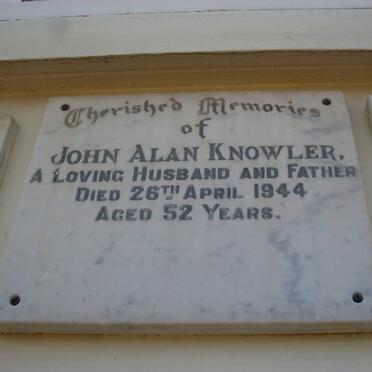 Cherished Memories
of
JOHN ALAN KNOWLER,
A LOVING HUSBAND AND FATHER
DIED 26TH APRIL 1944
AGED 52 YEARS.